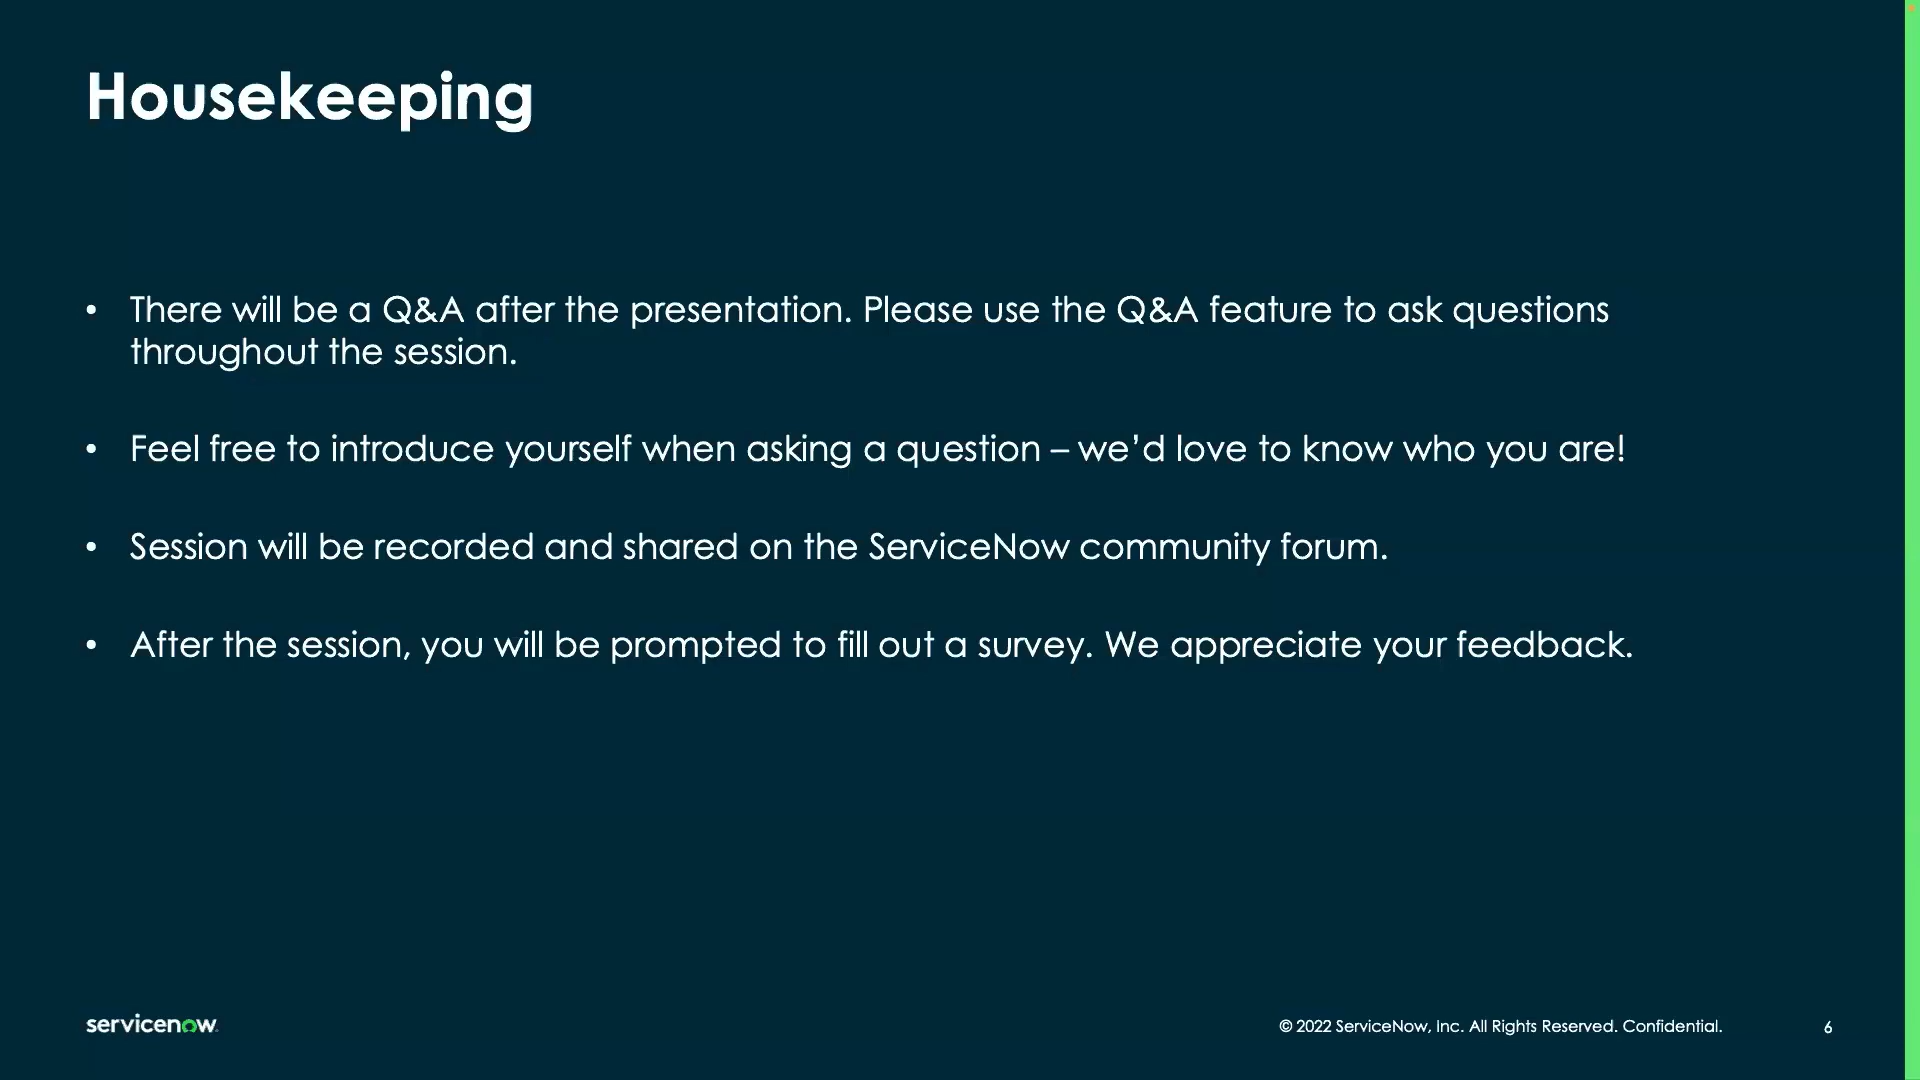 Housekeeping
• There will be a Q&A after the presentation. Please use the Q&A feature to ask questions
throughout the session.
• Feel free to introduce yourself when asking a question – we’d love to know who you are!
• Session will be recorded and shared on the ServiceNow community forum.
• After the session, you will be prompted to fill out a survey. We appreciate your feedback.
servicenow
© 2022 ServiceNow, Inc. All Rights Reserved. Confidential.
6